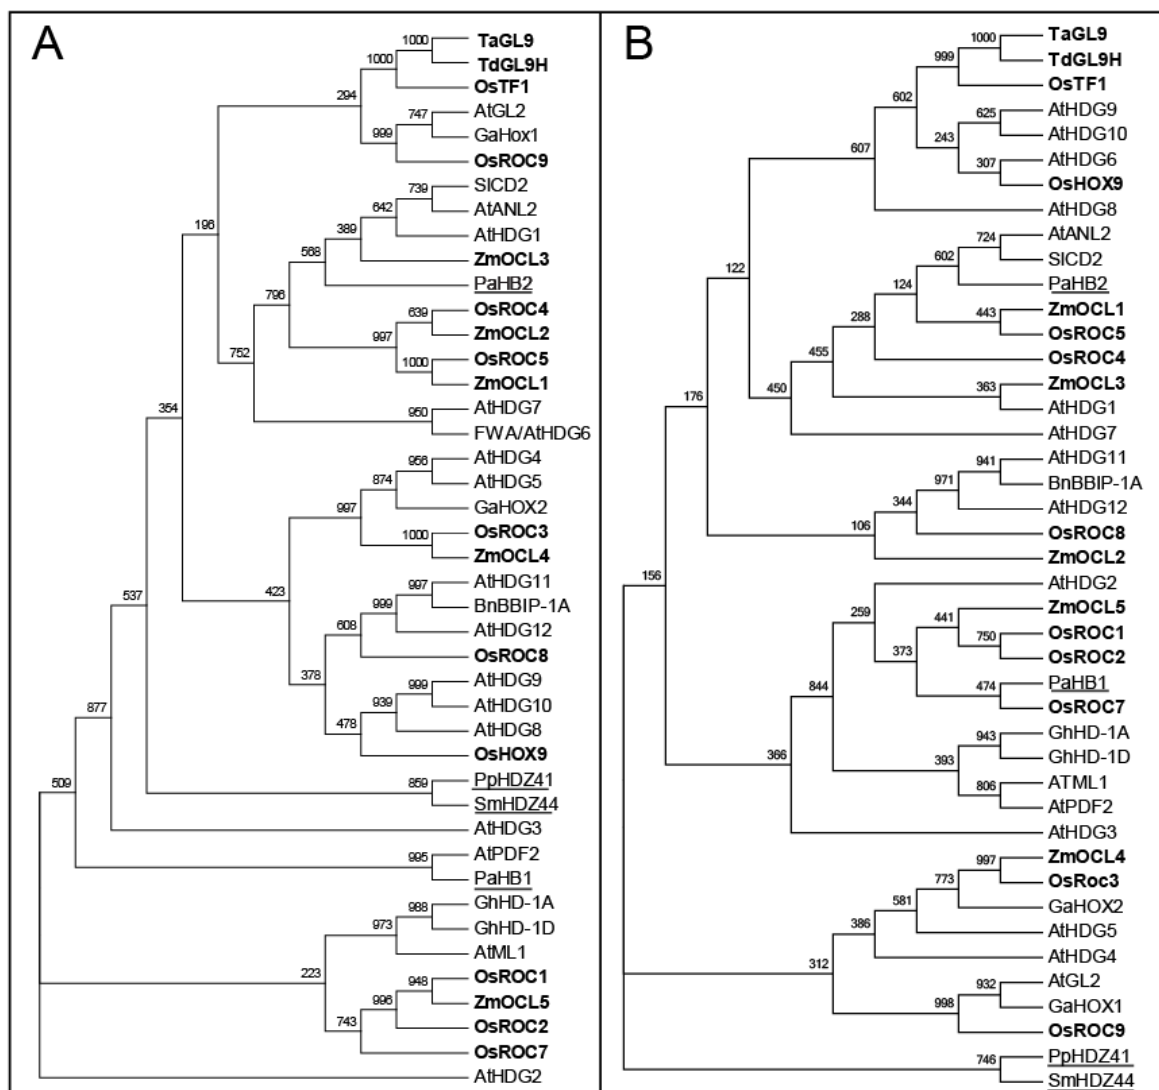 A
1000
TaGL9
1000
TdGL9H
OsTF1
294
747
AtGL2
999
GaHox1
OsROC9
196
739
SlCD2
642
AtANL2
389
AtHDG1
568
ZmOCL3
796
PaHB2
639
OsROC4
997
ZmOCL2
752
1000
OsROC5
ZmOCL1
354
950
AtHDG7
FWA/AtHDG6
956
AtHDG4
874
AtHDG5
997
GaHOX2
1000
OsROC3
ZmOCL4
423
997
AtHDG11
999
BnBBIP-1A
537
608
AtHDG12
OsROC8
378
999
AtHDG9
939
AtHDG10
478
AtHDG8
OsHOX9
877
859
PpHDZ41
SmHDZ44
509
AtHDG3
995
AtPDF2
PaHB1
988
GhHD-1A
973
GhHD-1D
AtML1
223
948
OsROC1
996
ZmOCL5
743
OsROC2
OsROC7
AtHDG2
B
1000
TaGL9
999
TdGL9H
OsTF1
602
625
AtHDG9
243
AtHDG10
607
307
AtHDG6
OsHOX9
AtHDG8
122
724
AtANL2
602
SlCD2
124
PaHB2
288
443
ZmOCL1
OsROC5
455
OsROC4
450
363
ZmOCL3
AtHDG1
176
AtHDG7
941
AtHDG11
971
BnBBIP-1A
344
AtHDG12
106
OsROC8
ZmOCL2
156
AtHDG2
259
441
ZmOCL5
750
OsROC1
373
OsROC2
844
474
PaHB1
OsROC7
366
943
GhHD-1A
393
GhHD-1D
806
ATML1
AtPDF2
AtHDG3
997
ZmOCL4
773
OsRoc3
581
GaHOX2
386
AtHDG5
312
AtHDG4
932
AtGL2
998
GaHOX1
OsROC9
746
PpHDZ41
SmHDZ44